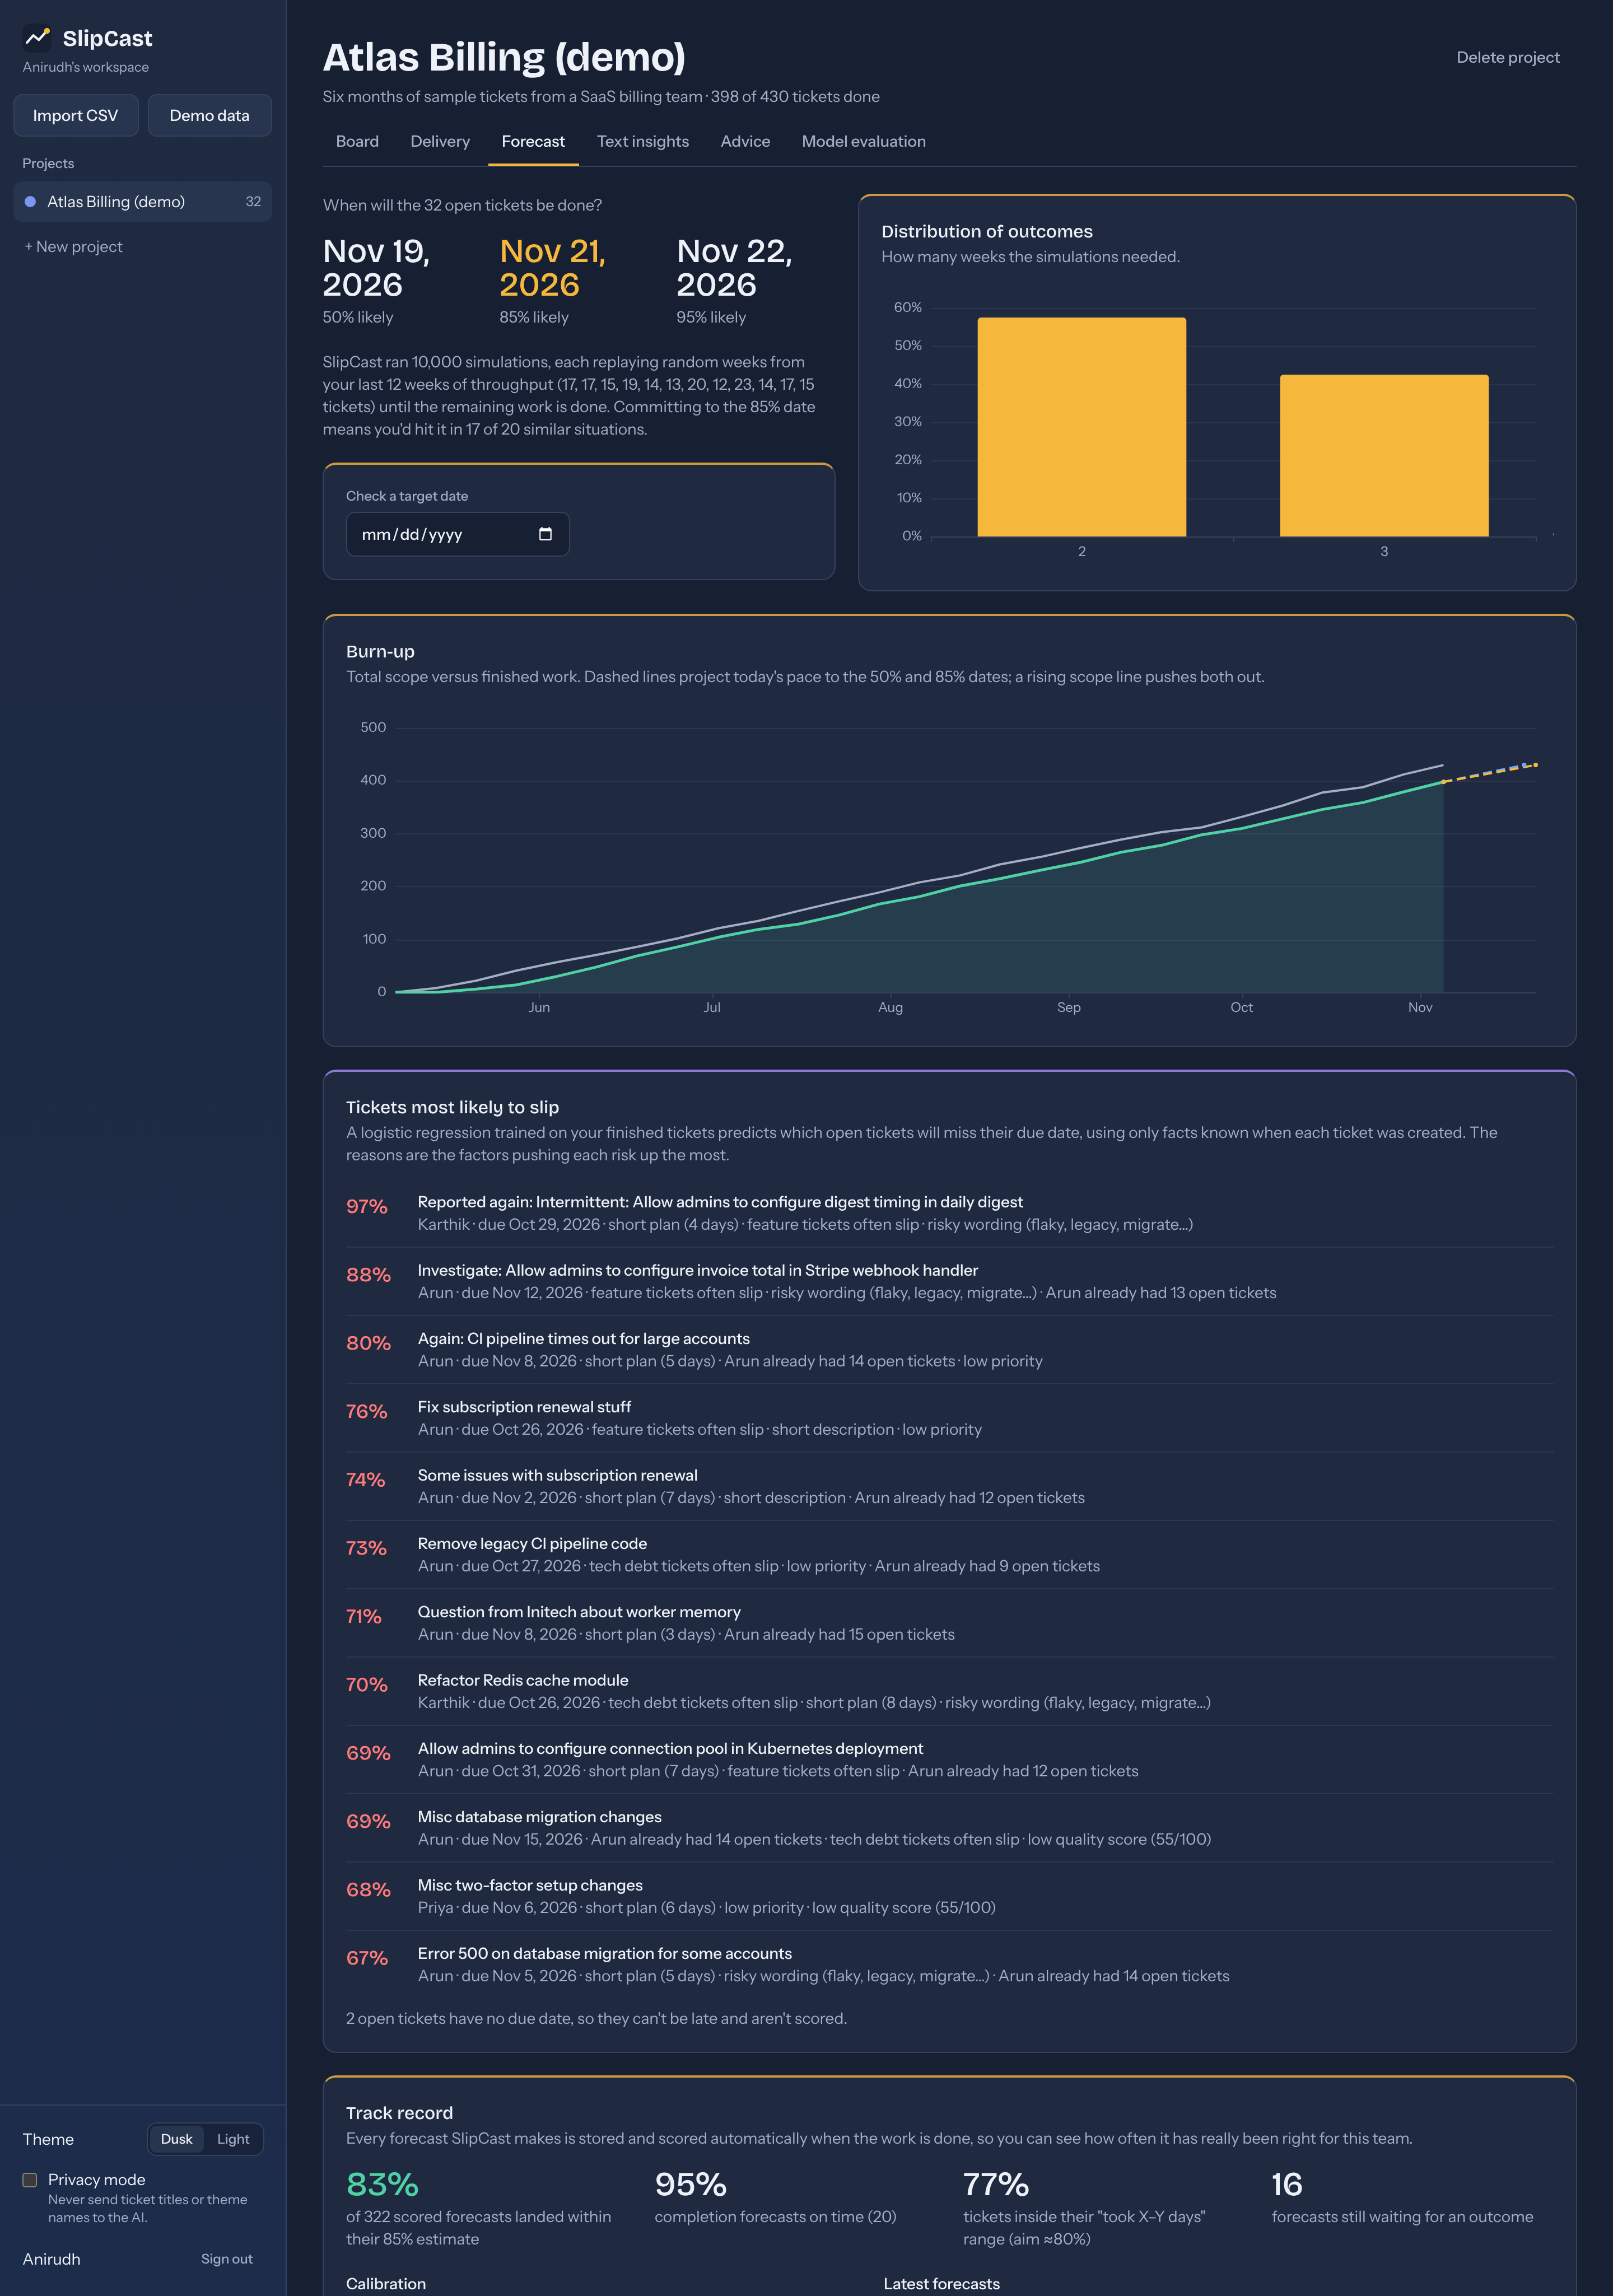 SlipCast
Anirudh's workspace
Import CSV
Demo data
Projects
Atlas Billing (demo) 32
+ New project
Theme
Dusk
Light
Privacy mode
Never send ticket titles or theme
names to the AI.
Anirudh
Sign out
Atlas Billing (demo)
Delete project
Six months of sample tickets from a SaaS billing team · 398 of 430 tickets done
Board
Delivery
Forecast
Text insights
Advice
Model evaluation
When will the 32 open tickets be done?
Nov 19,
2026
50% likely
Nov 21,
2026
85% likely
Nov 22,
2026
95% likely
SlipCast ran 10,000 simulations, each replaying random weeks from
your last 12 weeks of throughput (17, 17, 15, 19, 14, 13, 20, 12, 23, 14, 17, 15
tickets) until the remaining work is done. Committing to the 85% date
means you'd hit it in 17 of 20 similar situations.
Check a target date
mm/dd/yyyy
Distribution of outcomes
How many weeks the simulations needed.
60%
50%
40%
30%
20%
10%
0%
2
3
Burn-up
Total scope versus finished work. Dashed lines project today's pace to the 50% and 85% dates; a rising scope line pushes both out.
500
400
300
200
100
0
Jun
Jul
Aug
Sep
Oct
Nov
Tickets most likely to slip
A logistic regression trained on your finished tickets predicts which open tickets will miss their due date, using only facts known when each ticket was created. The
reasons are the factors pushing each risk up the most.
97%
Reported again: Intermittent: Allow admins to configure digest timing in daily digest
Karthik · due Oct 29, 2026 · short plan (4 days) · feature tickets often slip · risky wording (flaky, legacy, migrate…)
88%
Investigate: Allow admins to configure invoice total in Stripe webhook handler
Arun · due Nov 12, 2026 · feature tickets often slip · risky wording (flaky, legacy, migrate…) · Arun already had 13 open tickets
80%
Again: CI pipeline times out for large accounts
Arun · due Nov 8, 2026 · short plan (5 days) · Arun already had 14 open tickets · low priority
76%
Fix subscription renewal stuff
Arun · due Oct 26, 2026 · feature tickets often slip · short description · low priority
74%
Some issues with subscription renewal
Arun · due Nov 2, 2026 · short plan (7 days) · short description · Arun already had 12 open tickets
73%
Remove legacy CI pipeline code
Arun · due Oct 27, 2026 · tech debt tickets often slip · low priority · Arun already had 9 open tickets
71%
Question from Initech about worker memory
Arun · due Nov 8, 2026 · short plan (3 days) · Arun already had 15 open tickets
70%
Refactor Redis cache module
Karthik · due Oct 26, 2026 · tech debt tickets often slip · short plan (8 days) · risky wording (flaky, legacy, migrate…)
69%
Allow admins to configure connection pool in Kubernetes deployment
Arun · due Oct 31, 2026 · short plan (7 days) · feature tickets often slip · Arun already had 12 open tickets
69%
Misc database migration changes
Arun · due Nov 15, 2026 · Arun already had 14 open tickets · tech debt tickets often slip · low quality score (55/100)
68%
Misc two-factor setup changes
Priya · due Nov 6, 2026 · short plan (6 days) · low priority · low quality score (55/100)
67%
Error 500 on database migration for some accounts
Arun · due Nov 5, 2026 · short plan (5 days) · risky wording (flaky, legacy, migrate…) · Arun already had 14 open tickets
2 open tickets have no due date, so they can't be late and aren't scored.
Track record
Every forecast SlipCast makes is stored and scored automatically when the work is done, so you can see how often it has really been right for this team.
83%
of 322 scored forecasts landed within
their 85% estimate
95%
completion forecasts on time (20)
77%
tickets inside their "took X–Y days"
range (aim ≈80%)
16
forecasts still waiting for an outcome
Calibration
Latest forecasts